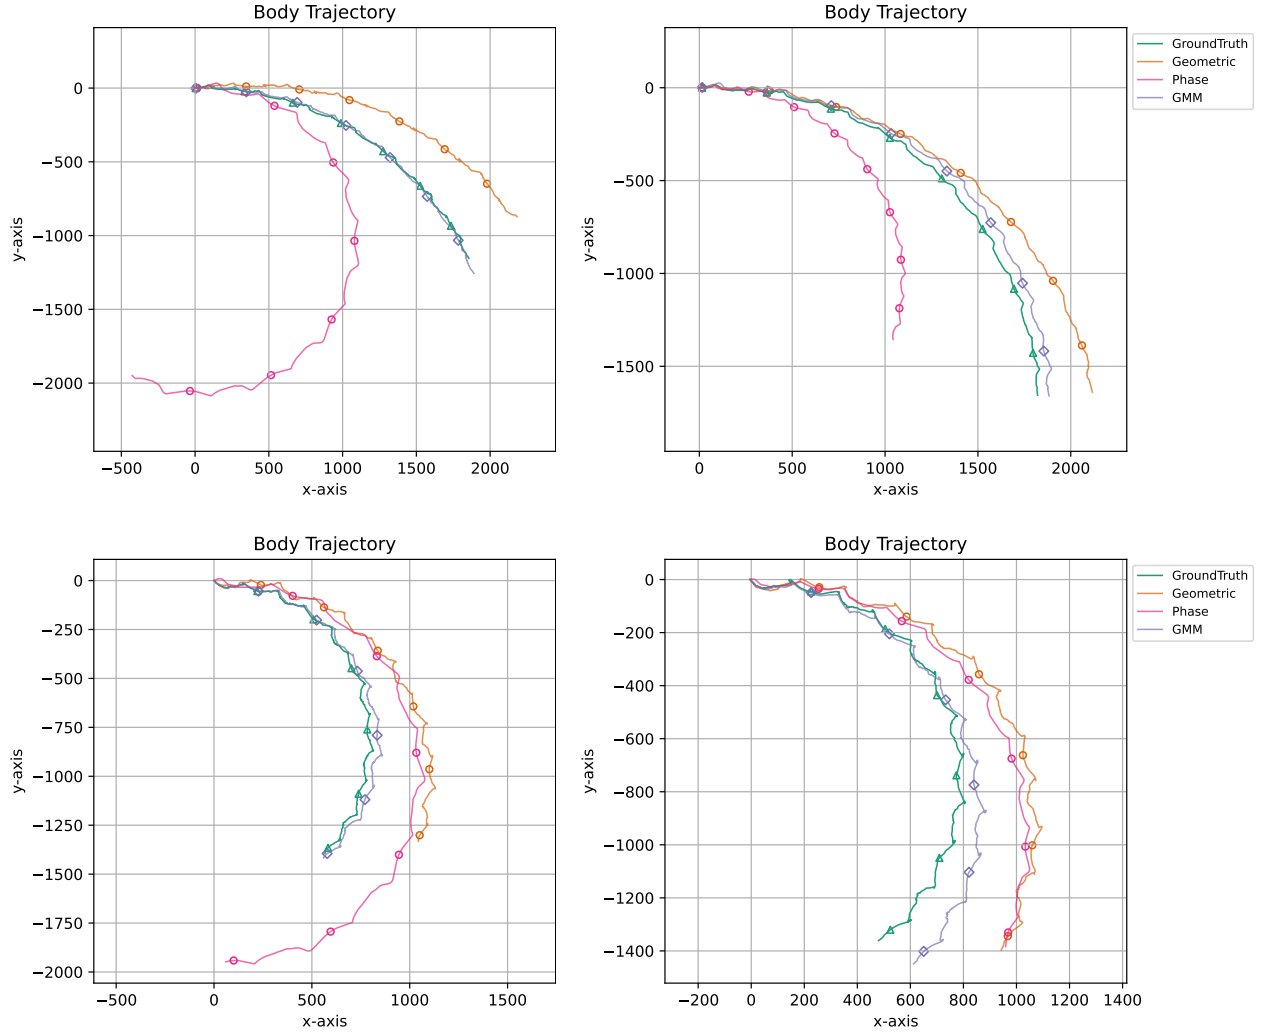 Body Trajectory
0
−500
−1000
−1500
−2000
y-axis
−500 0 500 1000 1500 2000
x-axis
Body Trajectory
0
−500
−1000
−1500
y-axis
0 500 1000 1500 2000
x-axis
GroundTruth
Geometric
Phase
GMM
Body Trajectory
0
−250
−500
−750
−1000
−1250
−1500
−1750
−2000
y-axis
−500 0 500 1000 1500
x-axis
Body Trajectory
0
−200
−400
−600
−800
−1000
−1200
−1400
y-axis
−200 0 200 400 600 800 1000 1200 1400
x-axis
GroundTruth
Geometric
Phase
GMM